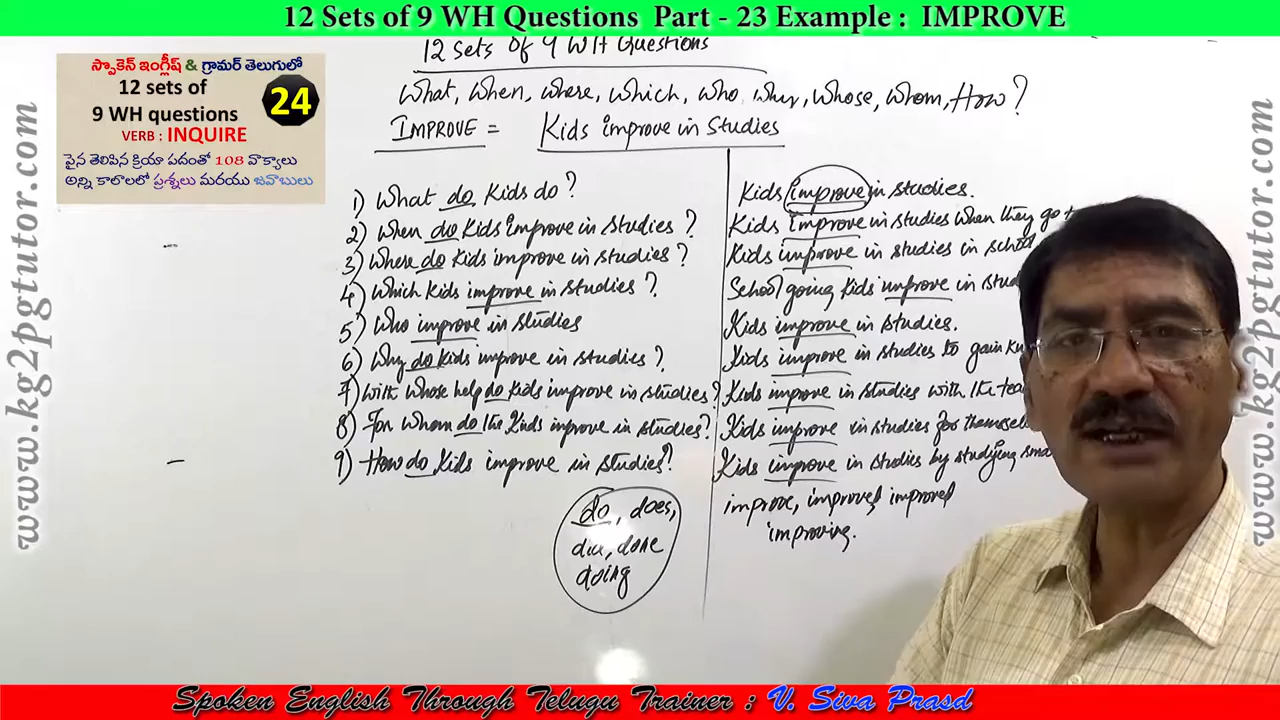 12 Sets of 9 WH Questions Part - 23 Example : IMPROVE
12 Sets of 9 WH Questions
స్పొకెన్ ఇంగ్లీష్ & గ్రామర్ తెలుగులో
12 sets of
9 WH questions
24
VERB : INQUIRE
పైన తెలిపిన క్రియా పదంతో 108 వాక్యాలు
అన్ని కాలాలలో ప్రశ్నలు మరియు జవాబులు
What, When, Where, Which, Who, Why, Whose, Whom, How?
IMPROVE = Kids improve in Studies
1) What do Kids do?
2) When do Kids improve in studies?
3) Where do Kids improve in studies?
4) Which Kids improve in studies?
5) Who improve in studies
6) Why do kids improve in studies?
7) With whose help do kids improve in studies?
8) For Whom do the Kids improve in studies?
9) How do Kids improve in studies?
do, does,
did, done
doing
Kids improve in studies.
Kids improve in studies when they go
Kids improve in studies in school
School going Kids improve in
Kids improve in studies.
Kids improve in studies to gain
Kids improve in studies with the
Kids improve in studies for
Kids improve in studies by studying
improve, improved improved
improving.
www.kg2pgtutor.com
www.kg2pgtutor.com
Spoken English Through Telugu Trainer : V. Siva Prasd